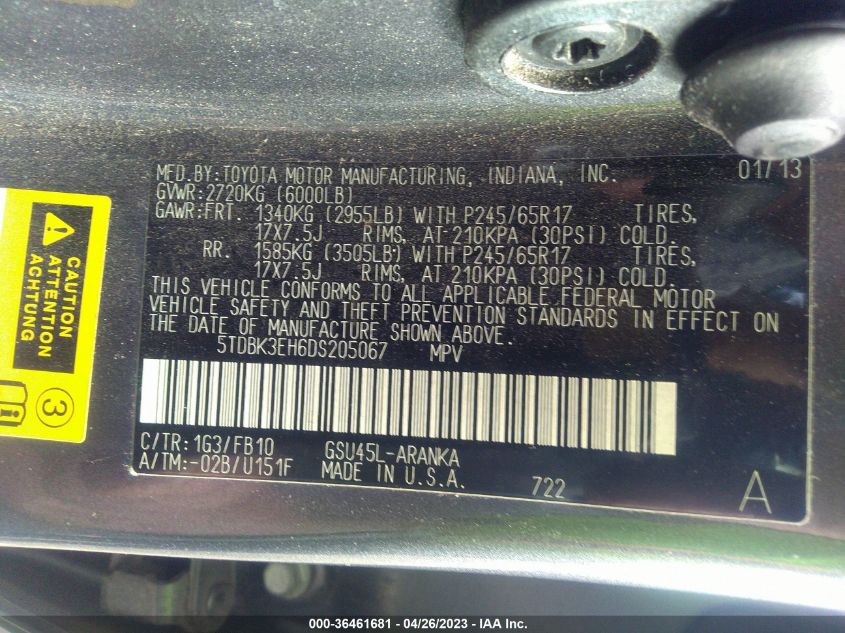 MFD.BY:TOYOTA MOTOR MANUFACTURING, INDIANA, INC. 01/13
GVWR:2720KG (6000LB)
GAWR:FRT. 1340KG (2955LB) WITH P245/65R17 TIRES,
17X7.5J RIMS, AT 210KPA (30PSI) COLD.
RR. 1585KG (3505LB) WITH P245/65R17 TIRES,
17X7.5J RIMS, AT 210KPA (30PSI) COLD.
THIS VEHICLE CONFORMS TO ALL APPLICABLE FEDERAL MOTOR
VEHICLE SAFETY AND THEFT PREVENTION STANDARDS IN EFFECT ON
THE DATE OF MANUFACTURE SHOWN ABOVE.
5TDBK3EH6DS205067 MPV
C/TR:1G3/FB10 GSU45L-ARANKA
A/TM:-02B/U151F MADE IN U.S.A.
722 A
CAUTION
ATTENTION
ACHTUNG
3
000-36461681 - 04/26/2023 - IAA Inc.